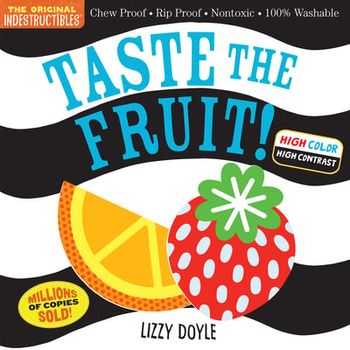 THE ORIGINAL
INDESTRUCTIBLES®
Chew Proof • Rip Proof • Nontoxic • 100% Washable
TASTE THE
FRUIT!
HIGH COLOR
HIGH CONTRAST
MILLIONS
OF COPIES
SOLD!
LIZZY DOYLE